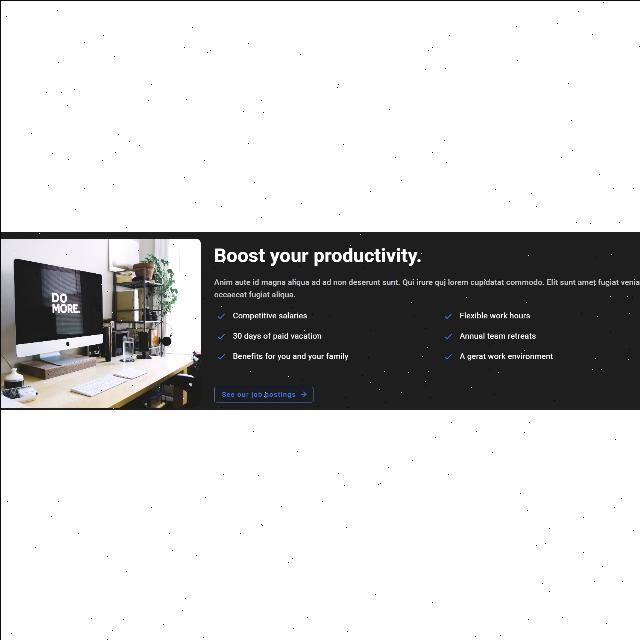 DO
MORE.
Boost your productivity.
Anim aute id magna aliqua ad ad non deserunt sunt. Qui irure qui lorem cupidatat commodo. Elit sunt amet fugiat
occaecat fugiat aliqua.
Competitive salaries
Flexible work hours
30 days of paid vacation
Annual team retreats
Benefits for you and your family
A gerat work environment
See our job postings →